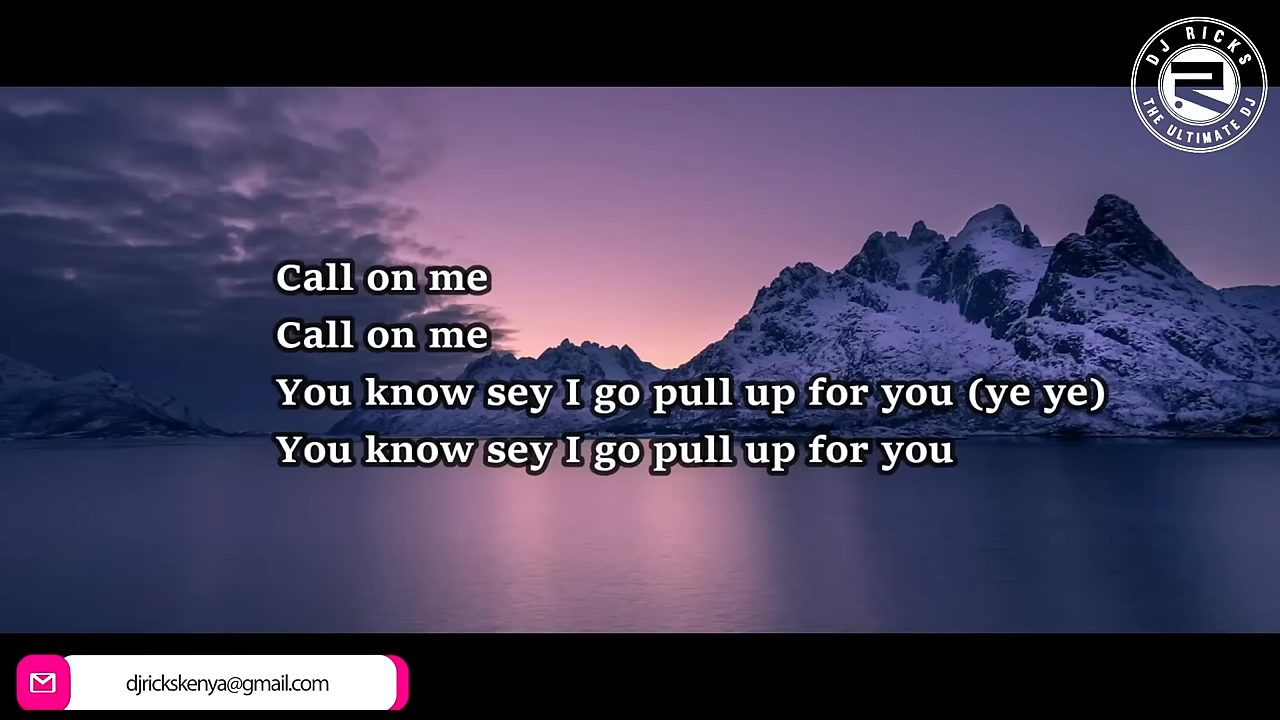 DJ RICKS
THE ULTIMATE DJ
Call on me
Call on me
You know sey I go pull up for you (ye ye)
You know sey I go pull up for you
djrickskenya@gmail.com